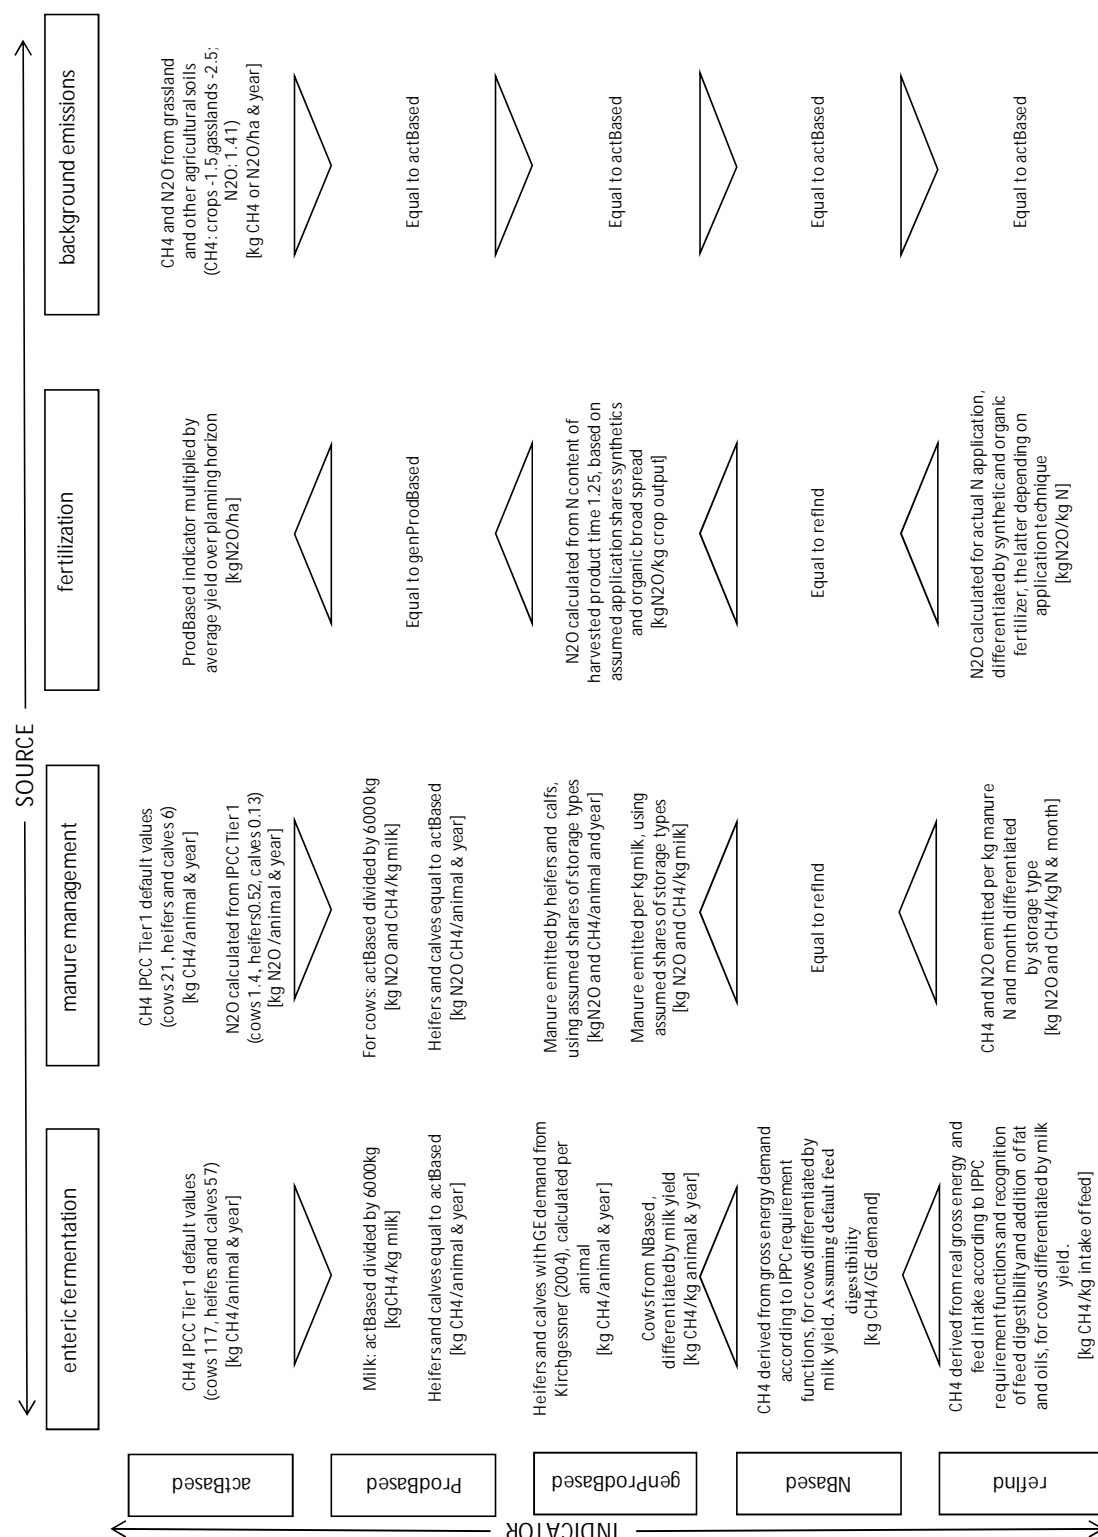 SOURCE
enteric fermentation
manure management
fertilization
background emissions
INDICATOR
actBased
CH4 IPCC Tier 1 default values
(cows 117, heifers and calves 57)
[kg CH4/animal & year]
CH4 IPCC Tier 1 default values
(cows 21, heifers and calves 6)
[kg CH4/animal & year]
N2O calculated from IPCC Tier 1
(cows 1.4, heifers0.52, calves 0.13)
[kg N2O /animal & year]
ProdBased indicator multiplied by
average yield over planning horizon
[kgN2O/ha]
CH4 and N2O from grassland
and other agricultural soils
(CH4: crops -1.5,gasslands -2.5;
N2O: 1.41)
[kg CH4 or N2O/ha & year]
ProdBased
Milk: actBased divided by 6000kg
[kgCH4/kg milk]
Heifers and calves equal to actBased
[kg CH4/animal & year]
For cows: actBased divided by 6000kg
[kg N2O and CH4/kg milk]
Heifers and calves equal to actBased
[kg N2O CH4/animal & year]
Equal to genProdBased
Equal to actBased
genProdBased
Heifers and calves with GE demand from
Kirchgessner (2004), calculated per
animal
[kg CH4/animal & year]
Cows from NBased,
differentiated by milk yield
[kg CH4/kg animal & year]
Manure emitted by heifers and calfs,
using assumed shares of storage types
[kgN2O and CH4/animal and year]
Manure emitted per kg milk, using
assumed shares of storage types
[kg N2O and CH4/kg milk]
N2O calculated from N content of
harvested product time 1.25, based on
assumed application shares synthetics
and organic broad spread
[kgN2O/kg crop output]
Equal to actBased
NBased
CH4 derived from gross energy demand
according to IPPC requirement
functions, for cows differentiated by
milk yield. Assuming default feed
digestibility
[kg CH4/GE demand]
Equal to refInd
Equal to refInd
Equal to actBased
refInd
CH4 derived from real gross energy and
feed intake according to IPPC
requirement functions and recognition
of feed digestibility and addition of fat
and oils, for cows differentiated by milk
yield.
[kg CH4/kg intake of feed]
CH4 and N2O emitted per kg manure
N and month differentiated
by storage type
[kg N2O and CH4/kgN & month]
N2O calculated for actual N application,
differentiated by synthetic and organic
fertilizer, the latter depending on
application technique
[kgN2O/kg N]
Equal to actBased